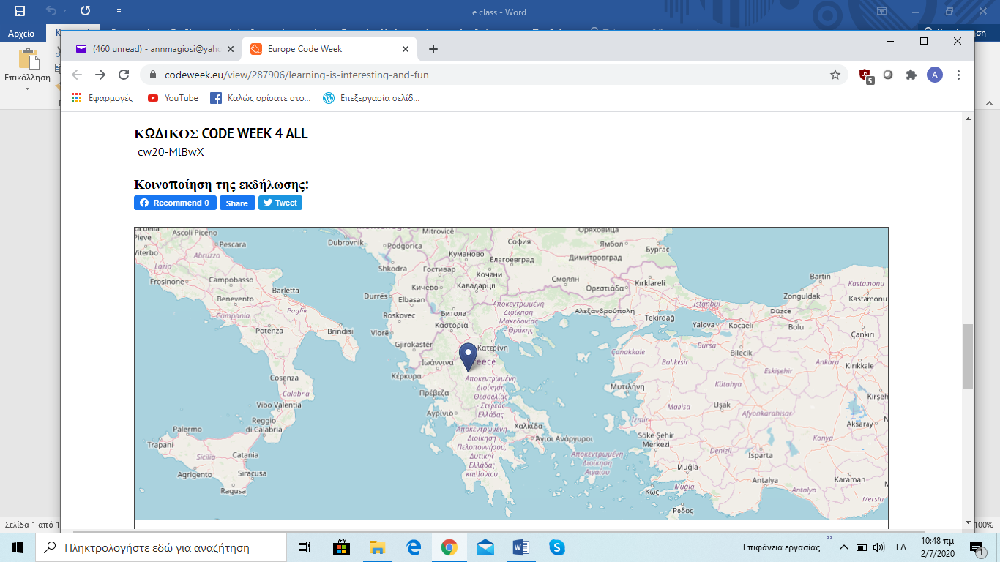 e class - Word
Αρχείο
Επικόλληση
(460 unread) - annmagiosi@yaho
Europe Code Week
codeweek.eu/view/287906/learning-is-interesting-and-fun
A
5
Εφαρμογές
YouTube
Καλώς ορίσατε στο...
Επεξεργασία σελίδ...
ΚΩΔΙΚΟΣ CODE WEEK 4 ALL
cw20-MlBwX
Κοινοποίηση της εκδήλωσης:
Recommend 0
Share
Tweet
Ascoli Piceno
Pieve
Pescara
Viterbo
Abruzzo
Lazio
Frosinone
Campobasso
Barletta
Benevento
Campania
Puglia
Potenza
Brindisi
Cosenza
Calabria
Vibo Valentia
Reggio
di Calabria
Palermo
Trapani
Sicilia
Catania
Agrigento
Siracusa
Ragusa
Dubrovnik
Mitrovicë
Podgorica
Shkodra
Куманово
Гостивар
Кочани
Кичево
Кавадарци
Durrës
Elbasan
Битола
Roskovec
Καστοριά
Vlorë
Gjirokastër
София
Благоевград
Оряховица
Ямбол
Бургас
Димитровград
Смолян
Ορεστιάδα
Kırklareli
Αποκεντρωμένη
Διοίκηση
Μακεδονίας
Θράκης
Αλεξανδρούπολη
Tekirdağ
İstanbul
Yalova
Kocaeli
Zonguldak
Bartin
Kastamonu
Kastamonu
Düzce
Bolu
Çankırı
Κατερίνη
Ιωάννινα
Greece
Κέρκυρα
Αποκεντρωμένη
Διοίκηση
Θεσσαλίας
Στερεάς
Ελλάδας
Πρέβεζα
Αγρίνιο
Χαλκίδα
Αποκεντρωμένη
Διοίκηση
Πελοποννήσου,
Δυτικής
Ελλάδας
και Ιονίου
Άγιοι Ανάργυροι
Αποκεντρωμένη
Διοίκηση
Αιγαίου
Μυτιλήνη
Çanakkale
Balıkesir
Bursa
Bilecik
Eskişehir
Ankara
Kırıkkale
Kütahya
Manisa
Uşak
Afyonkarahisar
İzmir
Aksaray
Söke Şehir
Merkezi
Denizli
Isparta
Konya
Muğla
Muğla
Antalya
Antalya
Karaman
Mersin
Κως
Ρόδος
Σελίδα 1 από 1
100%
Πληκτρολογήστε εδώ για αναζήτηση
Επιφάνεια εργασίας
ΕΛ
10:48 πμ
2/7/2020
1